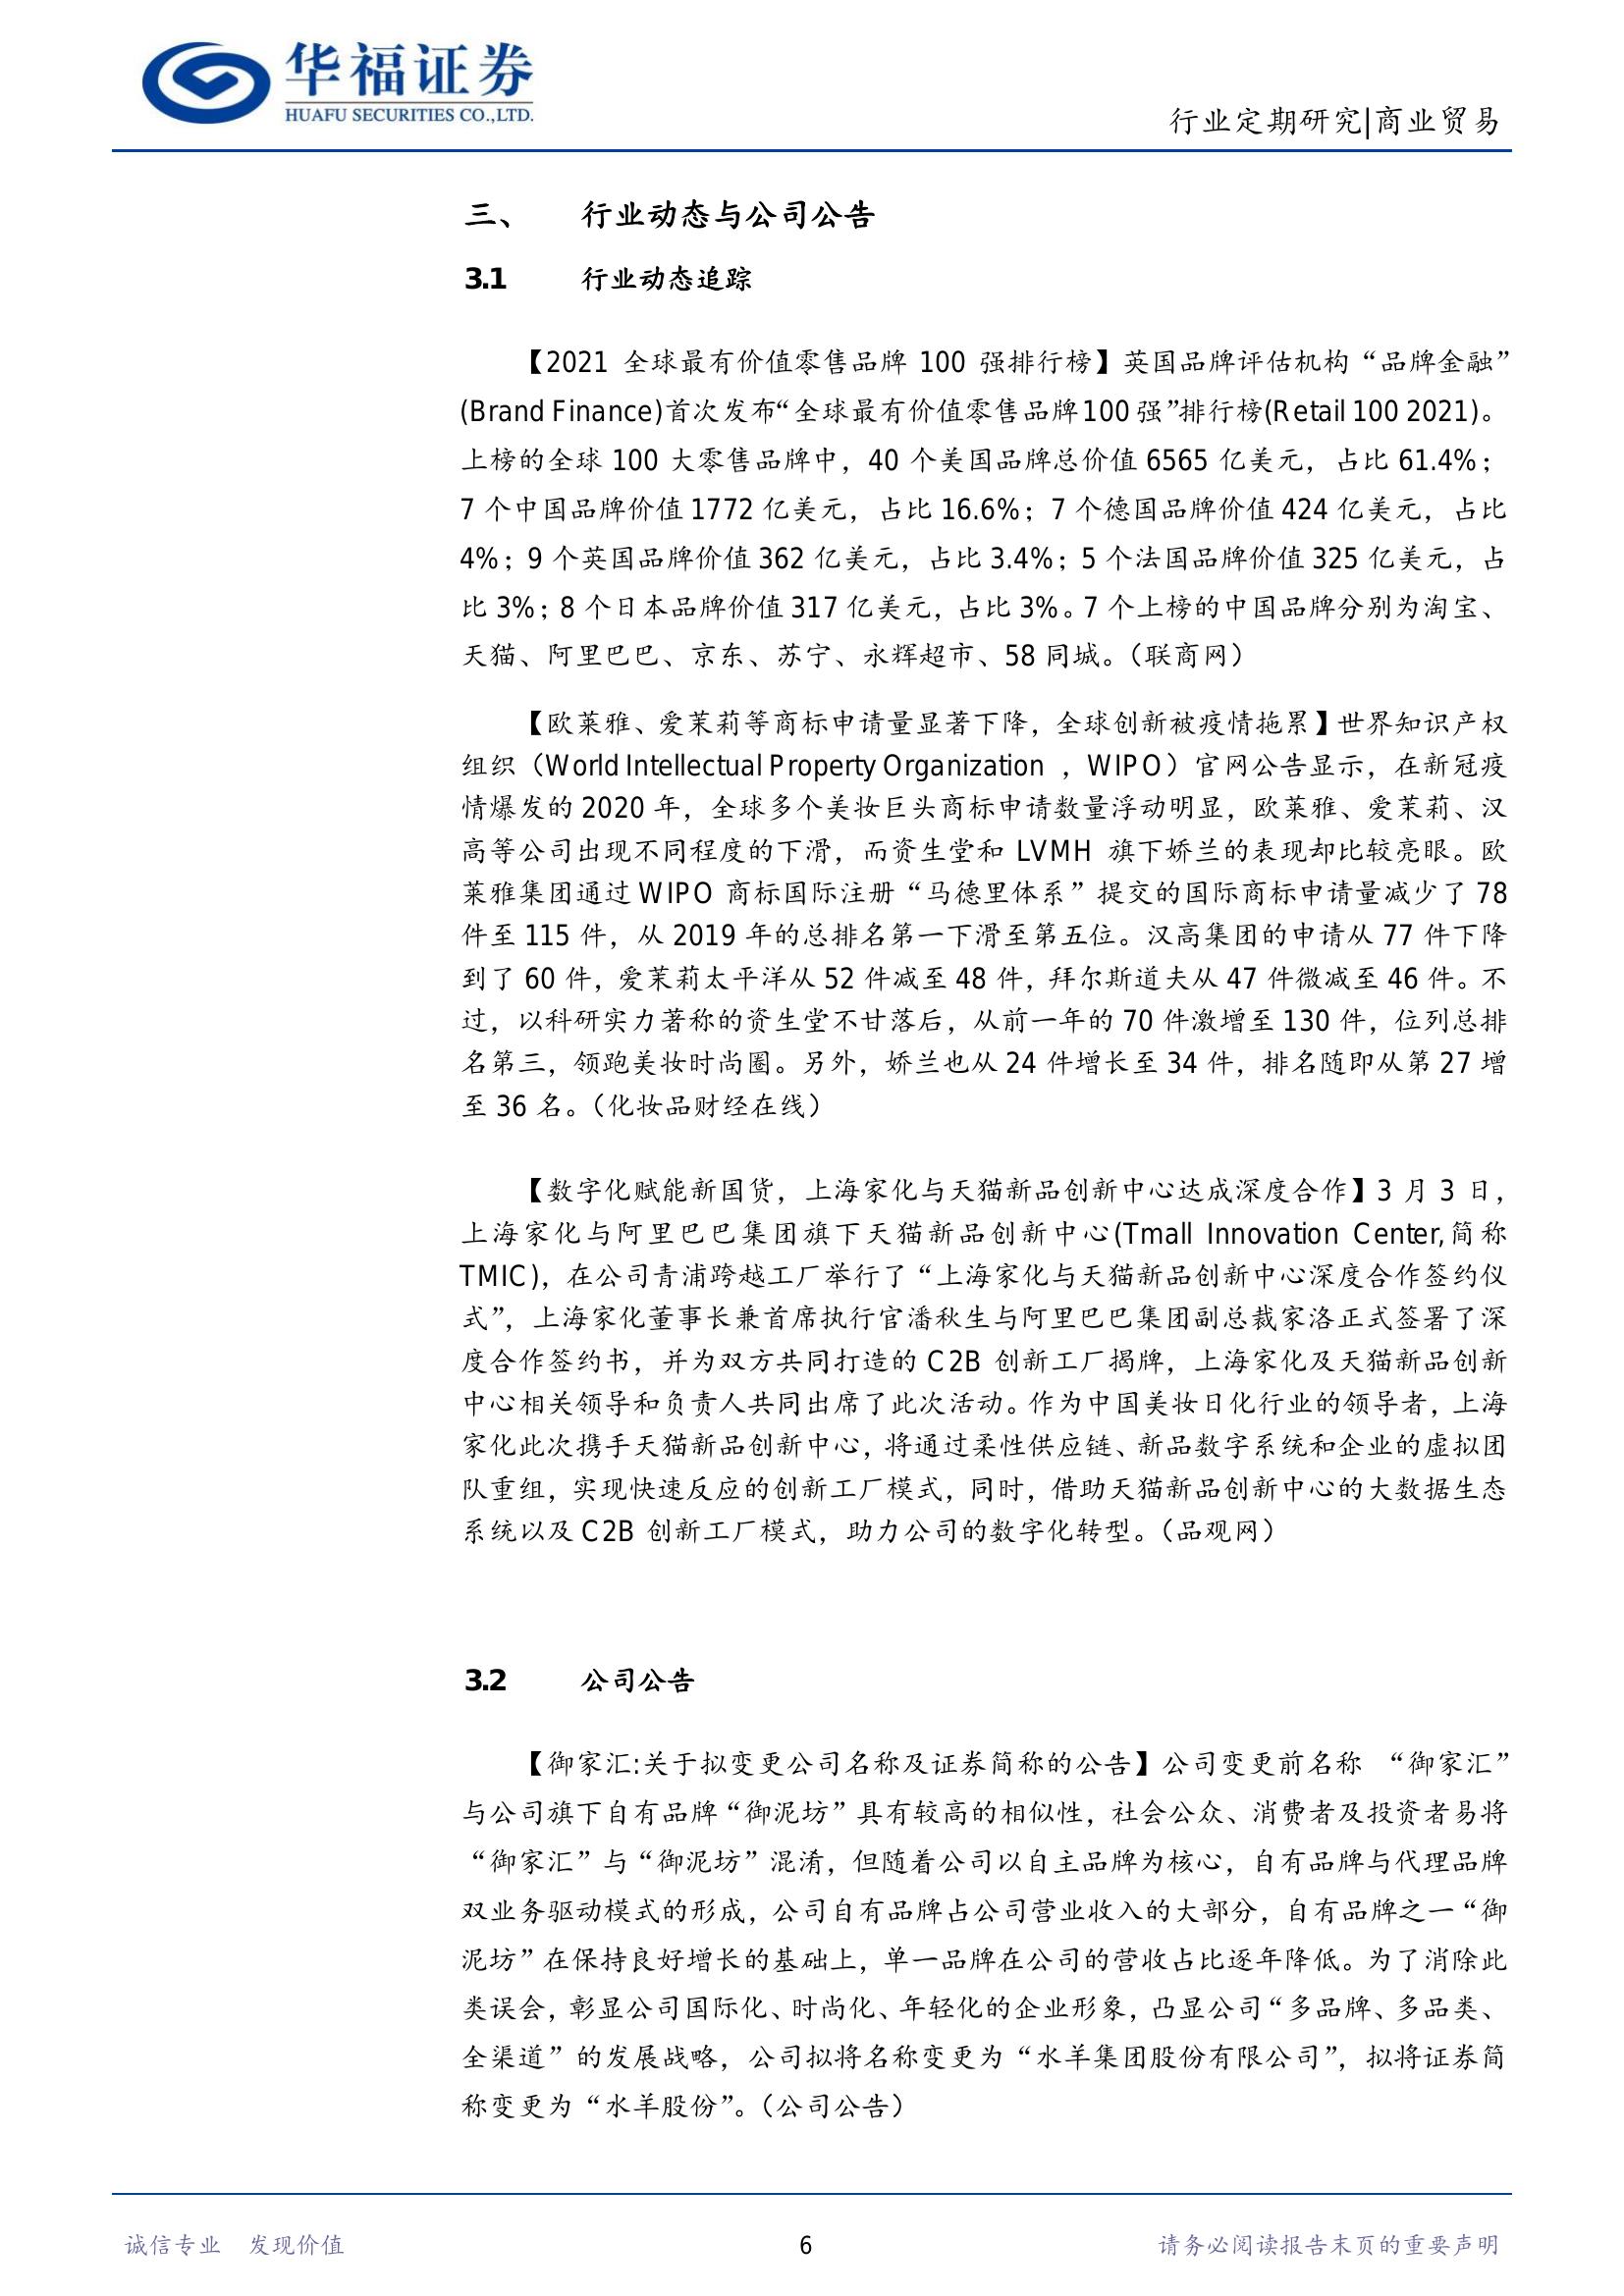 华福证券
HUAFU SECURITIES CO.,LTD.
行业定期研究|商业贸易
三、 行业动态与公司公告
3.1 行业动态追踪
【2021 全球最有价值零售品牌 100 强排行榜】英国品牌评估机构“品牌金融”
(Brand Finance)首次发布“全球最有价值零售品牌100强”排行榜(Retail 100 2021)。
上榜的全球 100 大零售品牌中，40 个美国品牌总价值 6565 亿美元，占比 61.4%；
7 个中国品牌价值 1772 亿美元，占比 16.6%；7 个德国品牌价值 424 亿美元，占比
4%；9 个英国品牌价值 362 亿美元，占比 3.4%；5 个法国品牌价值 325 亿美元，占
比 3%；8 个日本品牌价值 317 亿美元，占比 3%。7 个上榜的中国品牌分别为淘宝、
天猫、阿里巴巴、京东、苏宁、永辉超市、58 同城。（联商网）
【欧莱雅、爱茉莉等商标申请量显著下降，全球创新被疫情拖累】世界知识产权
组织（World Intellectual Property Organization ，WIPO）官网公告显示，在新冠疫
情爆发的 2020 年，全球多个美妆巨头商标申请数量浮动明显，欧莱雅、爱茉莉、汉
高等公司出现不同程度的下滑，而资生堂和 LVMH 旗下娇兰的表现却比较亮眼。欧
莱雅集团通过 WIPO 商标国际注册“马德里体系”提交的国际商标申请量减少了 78
件至 115 件，从 2019 年的总排名第一下滑至第五位。汉高集团的申请从 77 件下降
到了 60 件，爱茉莉太平洋从 52 件减至 48 件，拜尔斯道夫从 47 件微减至 46 件。不
过，以科研实力著称的资生堂不甘落后，从前一年的 70 件激增至 130 件，位列总排
名第三，领跑美妆时尚圈。另外，娇兰也从 24 件增长至 34 件，排名随即从第 27 增
至 36 名。（化妆品财经在线）
【数字化赋能新国货，上海家化与天猫新品创新中心达成深度合作】3 月 3 日，
上海家化与阿里巴巴集团旗下天猫新品创新中心(Tmall Innovation Center,简称
TMIC)，在公司青浦跨越工厂举行了“上海家化与天猫新品创新中心深度合作签约仪
式”，上海家化董事长兼首席执行官潘秋生与阿里巴巴集团副总裁家洛正式签署了深
度合作签约书，并为双方共同打造的 C2B 创新工厂揭牌，上海家化及天猫新品创新
中心相关领导和负责人共同出席了此次活动。作为中国美妆日化行业的领导者，上海
家化此次携手天猫新品创新中心，将通过柔性供应链、新品数字系统和企业的虚拟团
队重组，实现快速反应的创新工厂模式，同时，借助天猫新品创新中心的大数据生态
系统以及 C2B 创新工厂模式，助力公司的数字化转型。（品观网）
3.2 公司公告
【御家汇:关于拟变更公司名称及证券简称的公告】公司变更前名称 “御家汇”
与公司旗下自有品牌“御泥坊”具有较高的相似性，社会公众、消费者及投资者易将
“御家汇”与“御泥坊”混淆，但随着公司以自主品牌为核心，自有品牌与代理品牌
双业务驱动模式的形成，公司自有品牌占公司营业收入的大部分，自有品牌之一“御
泥坊”在保持良好增长的基础上，单一品牌在公司的营收占比逐年降低。为了消除此
类误会，彰显公司国际化、时尚化、年轻化的企业形象，凸显公司“多品牌、多品类、
全渠道”的发展战略，公司拟将名称变更为“水羊集团股份有限公司”，拟将证券简
称变更为“水羊股份”。（公司公告）
诚信专业 发现价值 6 请务必阅读报告末页的重要声明